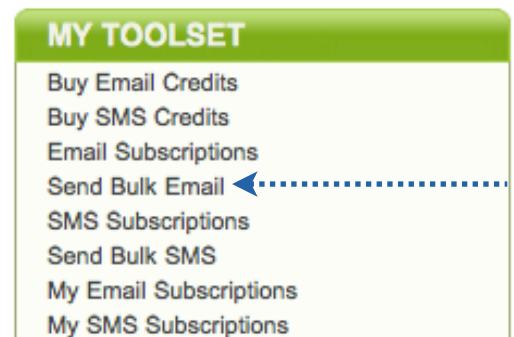 MY TOOLSET
Buy Email Credits
Buy SMS Credits
Email Subscriptions
Send Bulk Email
SMS Subscriptions
Send Bulk SMS
My Email Subscriptions
My SMS Subscriptions